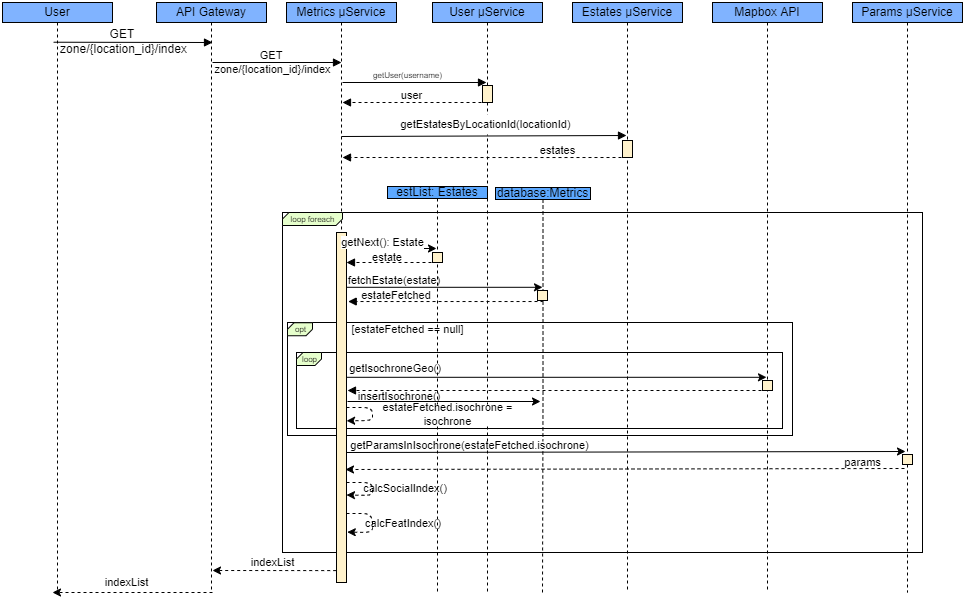 User
API Gateway
Metrics µService
User µService
Estates µService
Mapbox API
Params µService
GET
zone/{location_id}/index
GET
zone/{location_id}/index
getUser(username)
user
getEstatesByLocationId(locationId)
estates
estList: Estates
database:Metrics
loop foreach
getNext(): Estate
estate
fetchEstate(estate)
estateFetched
opt
[estateFetched == null]
loop
getIsochroneGeo()
insertIsochrone()
estateFetched.isochrone =
isochrone
getParamsInIsochrone(estateFetched.isochrone)
params
calcSocialIndex()
calcFeatIndex()
indexList
indexList